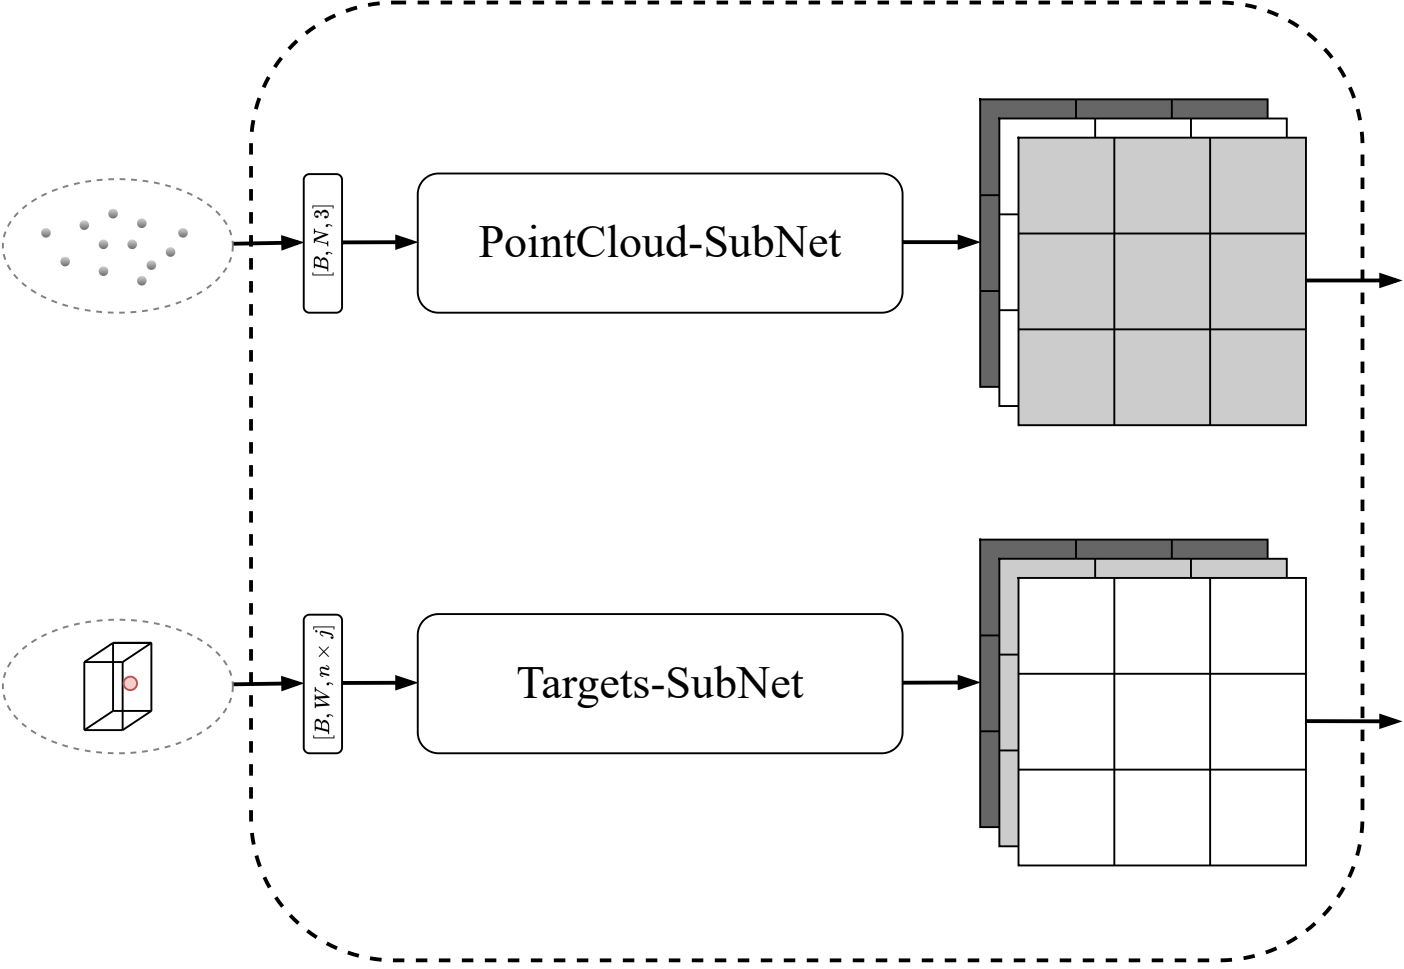 [B, N, 3]
PointCloud-SubNet
[B, W, n × j]
Targets-SubNet